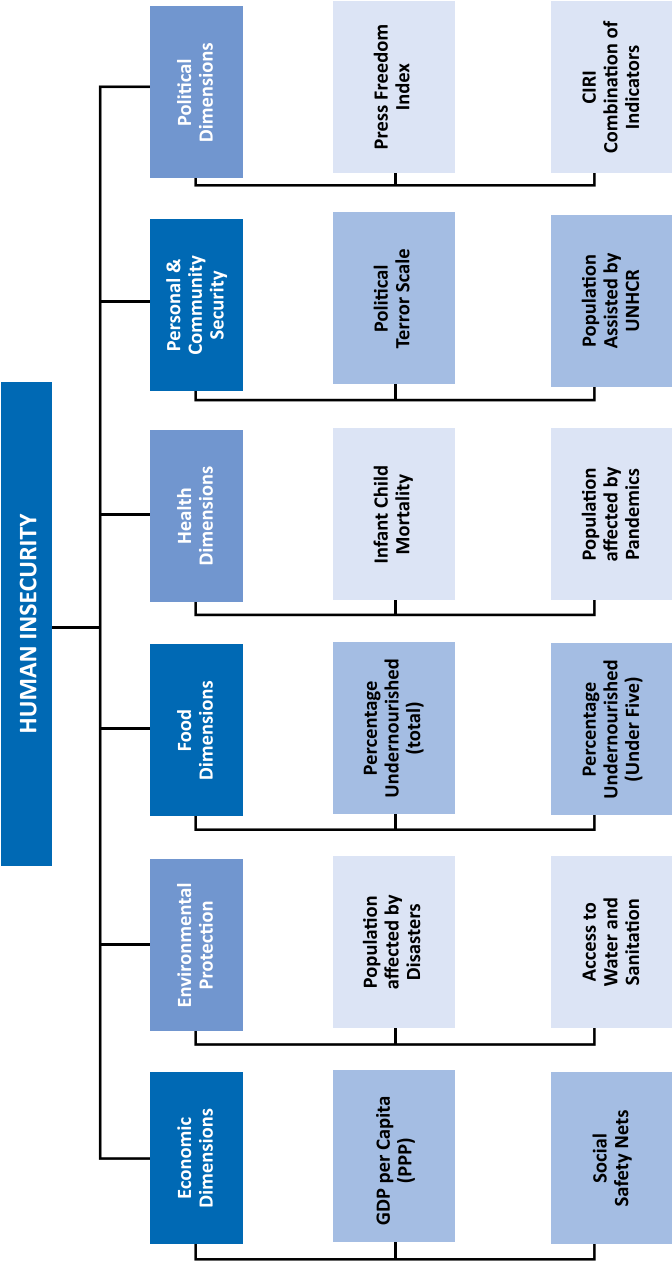 HUMAN INSECURITY
Economic
Dimensions
Environmental
Protection
Food
Dimensions
Health
Dimensions
Personal &
Community
Security
Political
Dimensions
GDP per Capita
(PPP)
Population
affected by
Disasters
Percentage
Undernourished
(total)
Infant Child
Mortality
Political
Terror Scale
Press Freedom
Index
Social
Safety Nets
Access to
Water and
Sanitation
Percentage
Undernourished
(Under Five)
Population
affected by
Pandemics
Population
Assisted by
UNHCR
CIRI
Combination of
Indicators